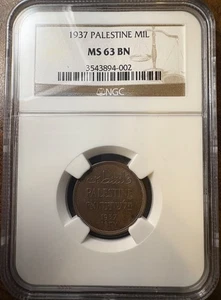 1937 PALESTINE MIL
MS 63 BN
3543894-002
NGC
PALESTINE